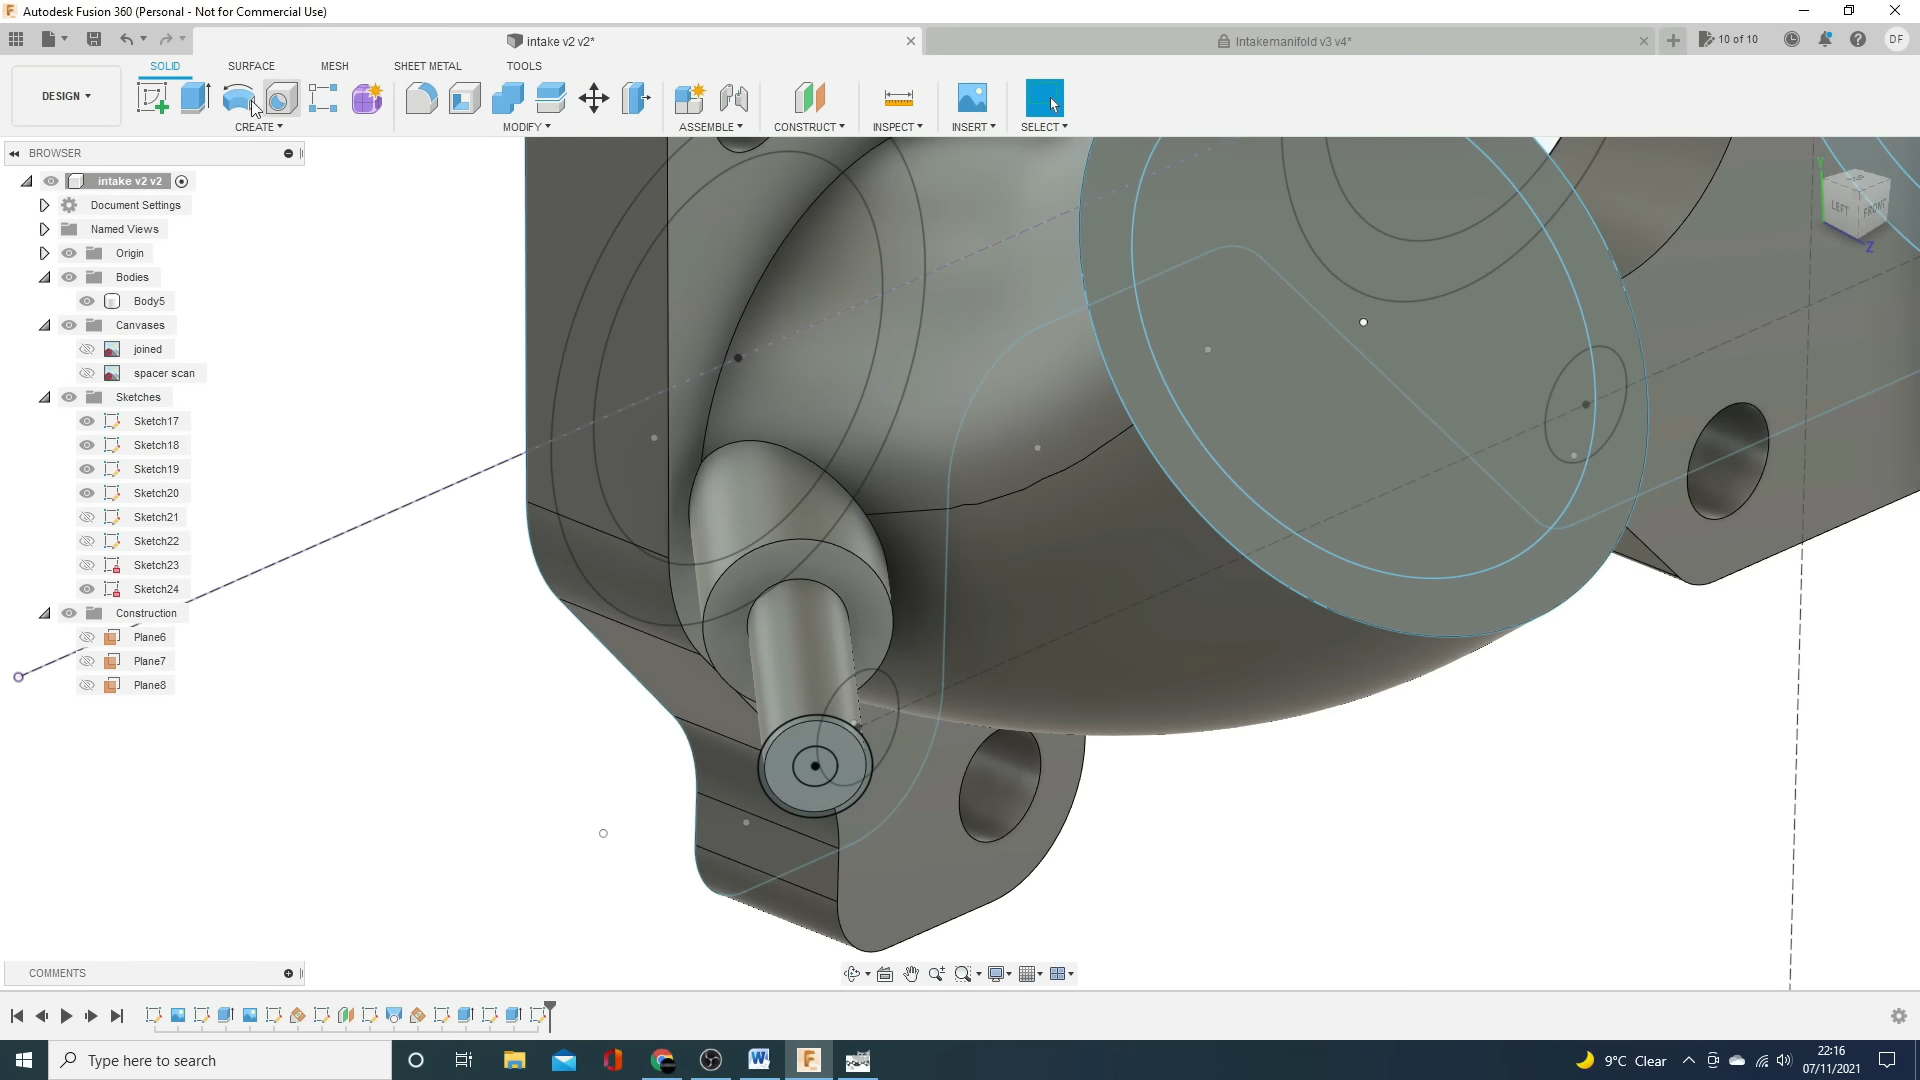 Autodesk Fusion 360 (Personal - Not for Commercial Use)
intake v2 v2*
Intakemanifold v3 v4*
10 of 10
DF
DESIGN
SOLID
SURFACE
MESH
SHEET METAL
TOOLS
CREATE
MODIFY
ASSEMBLE
CONSTRUCT
INSPECT
INSERT
SELECT
BROWSER
intake v2 v2
Document Settings
Named Views
Origin
Bodies
Body5
Canvases
joined
spacer scan
Sketches
Sketch17
Sketch18
Sketch19
Sketch20
Sketch21
Sketch22
Sketch23
Sketch24
Construction
Plane6
Plane7
Plane8
Y
TOP
LEFT
FRONT
Z
COMMENTS
Type here to search
9°C Clear
22:16
07/11/2021